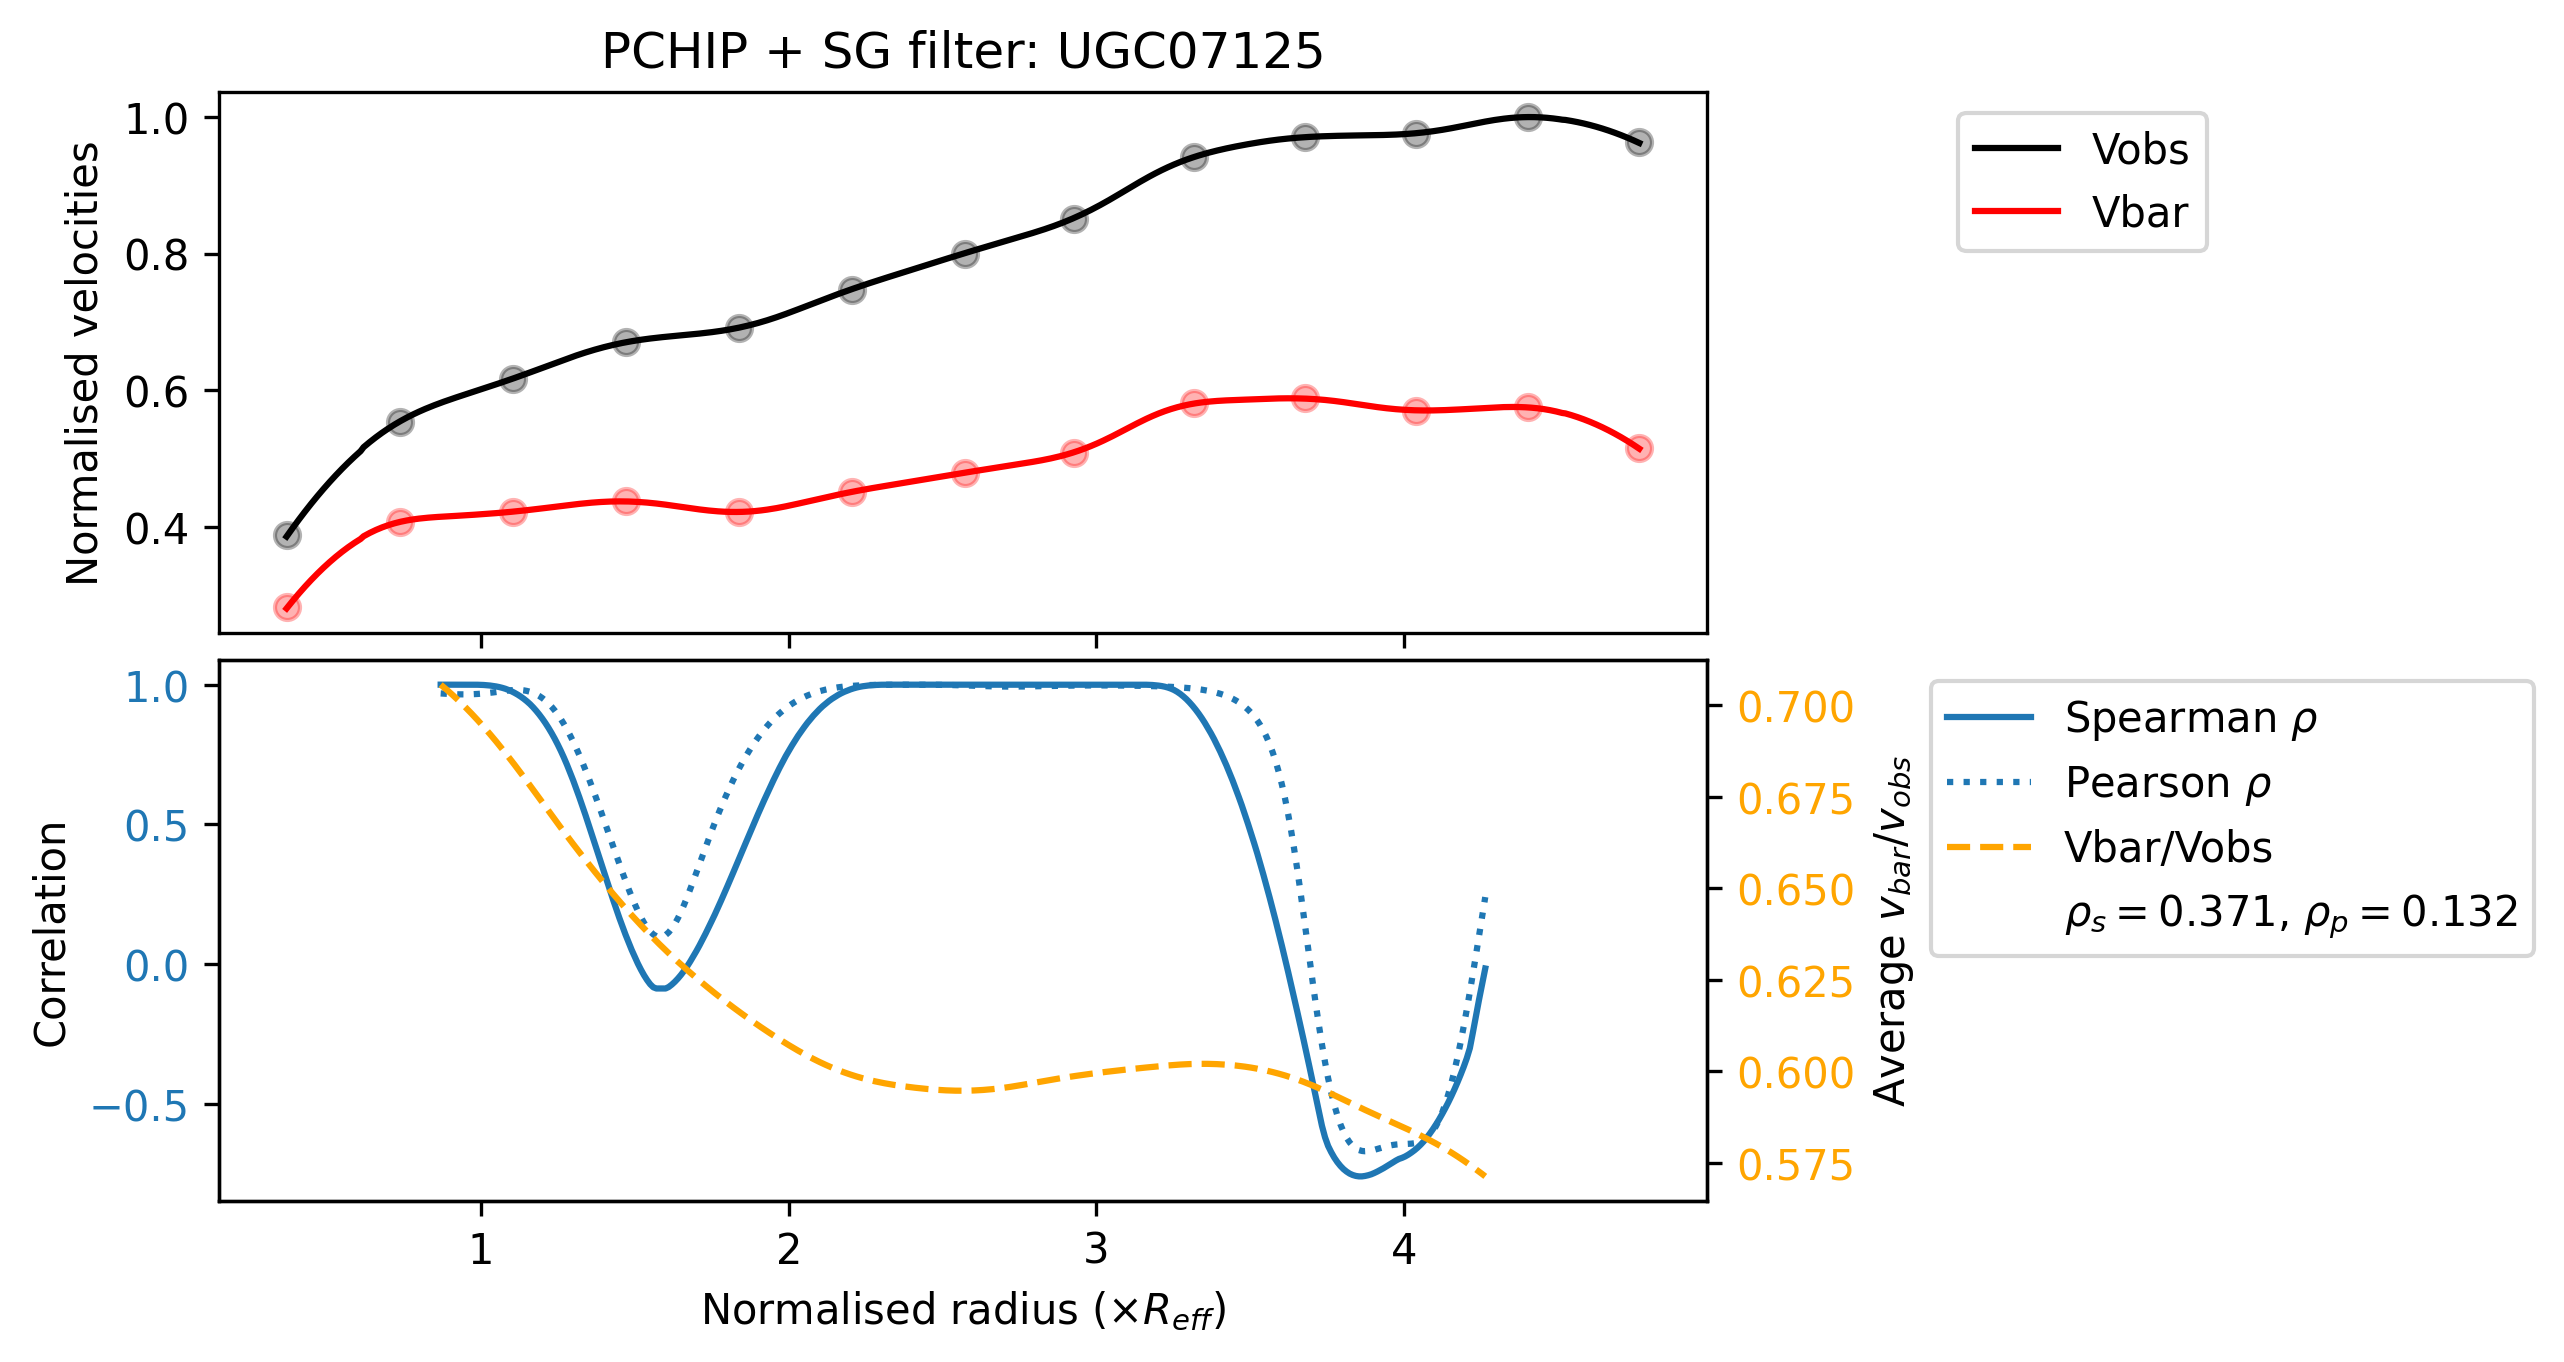 PCHIP + SG filter: UGC07125
Normalised velocities
1.0
0.8
0.6
0.4
Vobs
Vbar
Correlation
1.0
0.5
0.0
−0.5
0.700
0.675
0.650
0.625
0.600
0.575
Average v_bar/v_obs
Spearman ρ
Pearson ρ
Vbar/Vobs
ρ_s = 0.371, ρ_p = 0.132
1 2 3 4
Normalised radius (×R_eff)